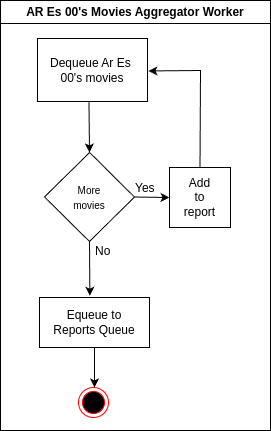 AR Es 00's Movies Aggregator Worker
Dequeue Ar Es
00's movies
More
movies
Yes
Add
to
report
No
Equeue to
Reports Queue